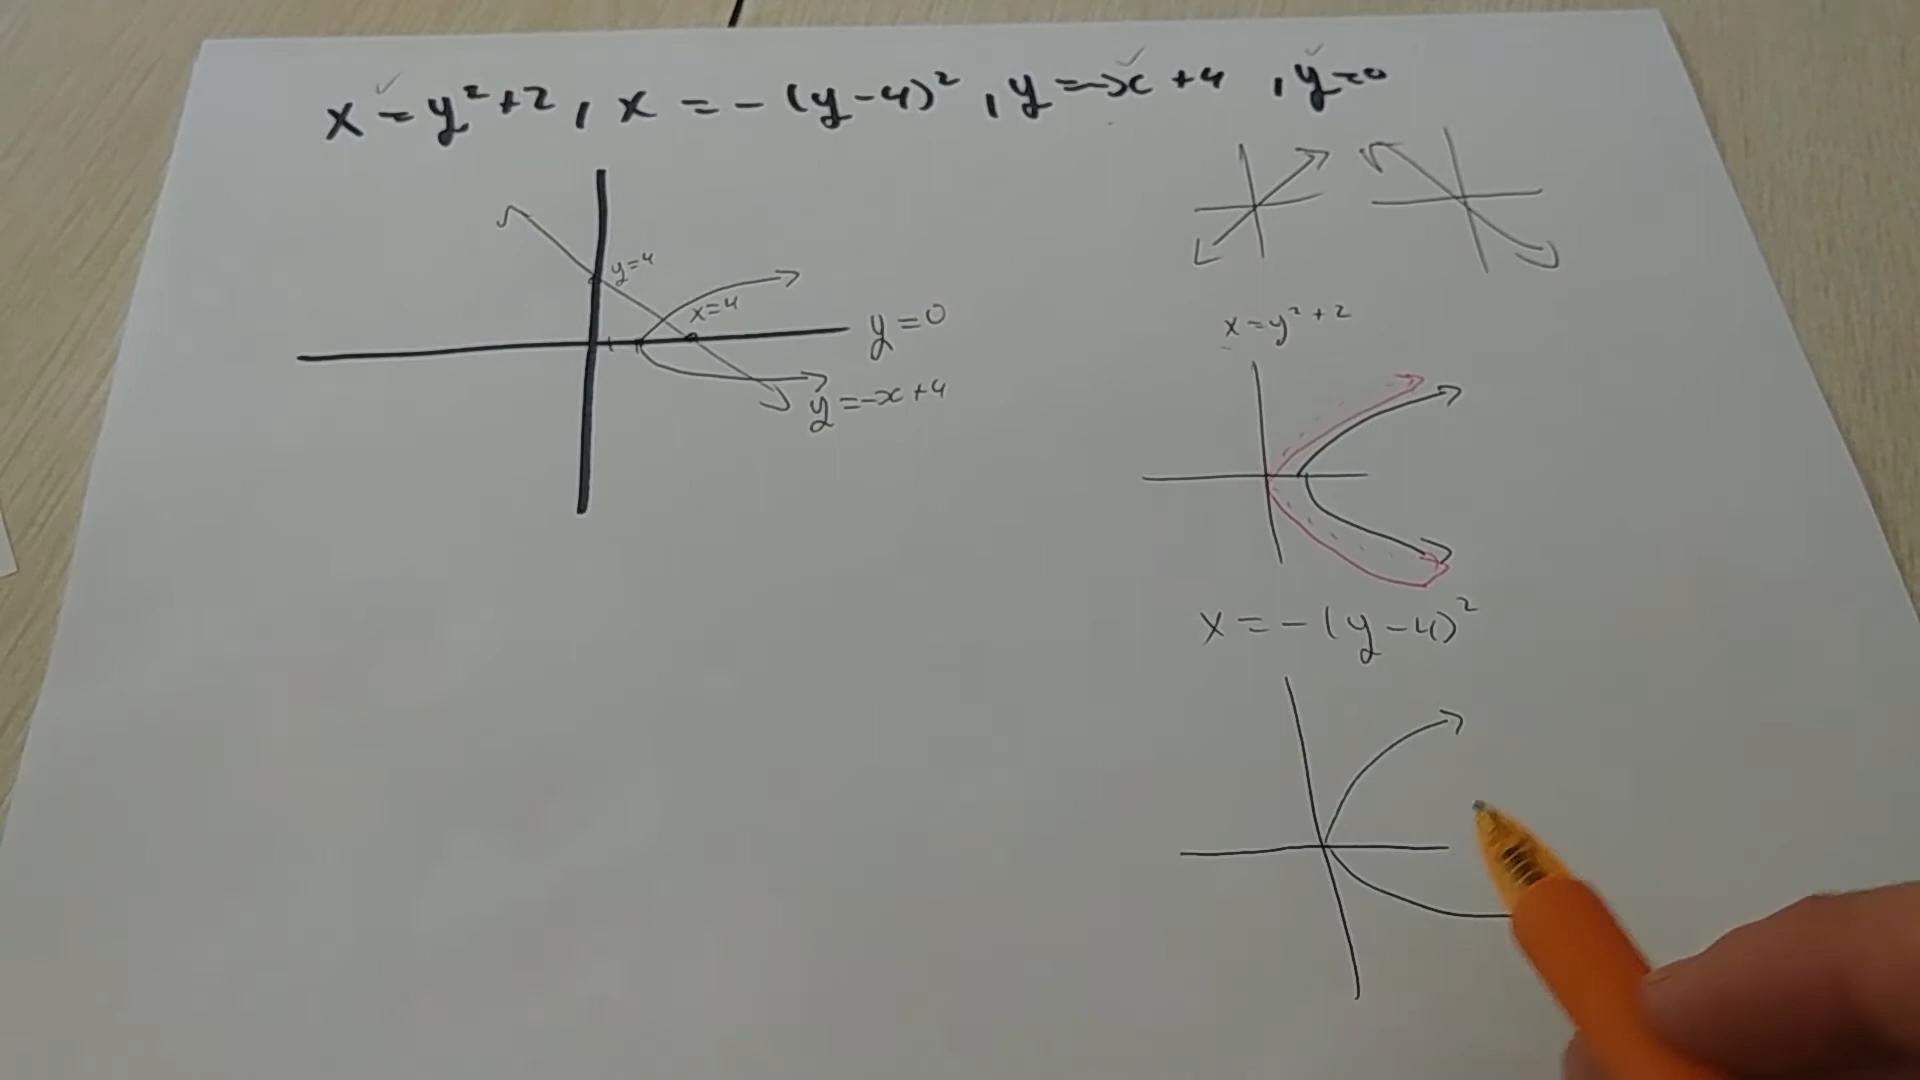 x = y² + 2 , x = - (y - 4)² , y = -x + 4 , y = 0
y = 4
x = 4
y = 0
y = -x + 4
x = y² + 2
x = - (y - 4)²